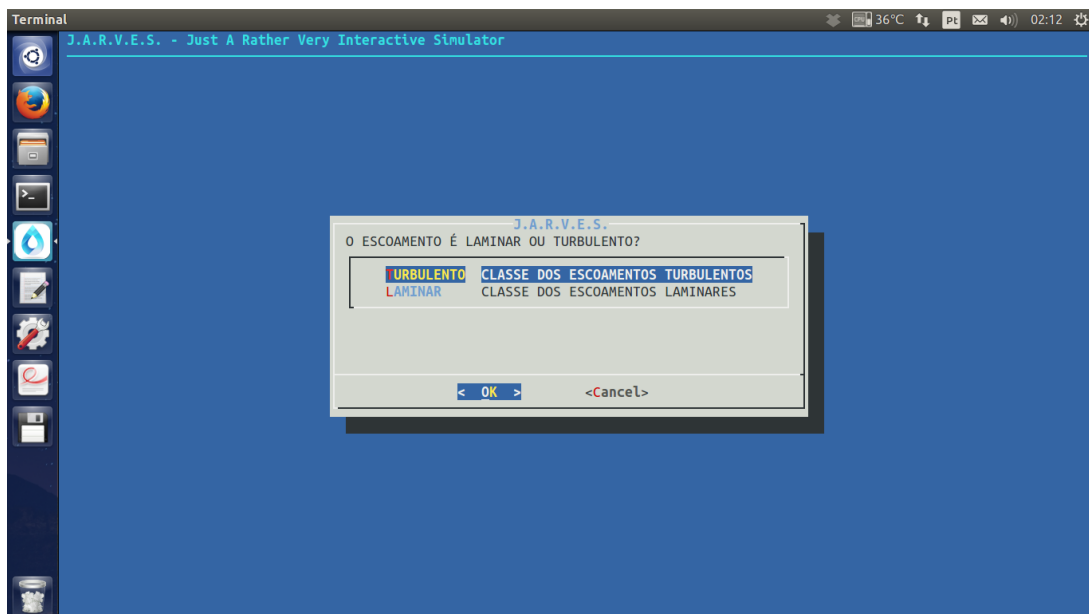 Terminal
36°C Pt 02:12
J.A.R.V.E.S. - Just A Rather Very Interactive Simulator
J.A.R.V.E.S.
O ESCOAMENTO É LAMINAR OU TURBULENTO?
TURBULENTO CLASSE DOS ESCOAMENTOS TURBULENTOS
LAMINAR CLASSE DOS ESCOAMENTOS LAMINARES
< OK > <Cancel>